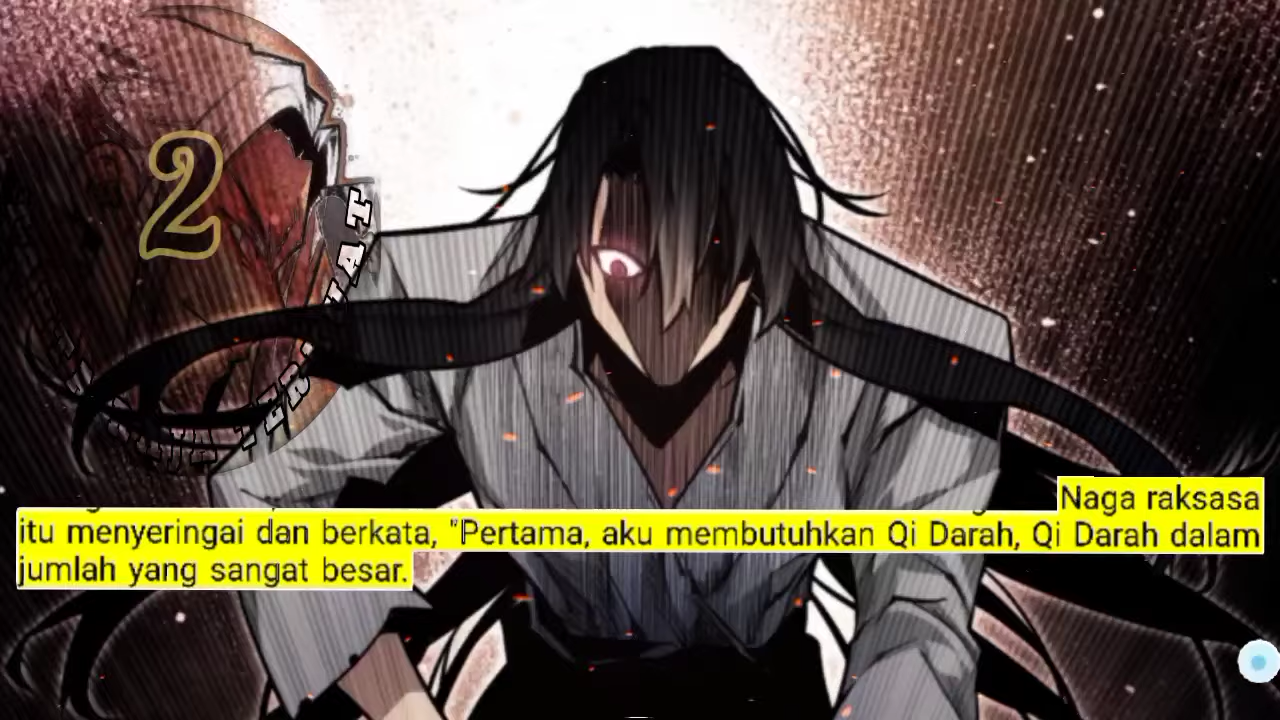 2
Naga raksasa
itu menyeringai dan berkata, "Pertama, aku membutuhkan Qi Darah, Qi Darah dalam
jumlah yang sangat besar.